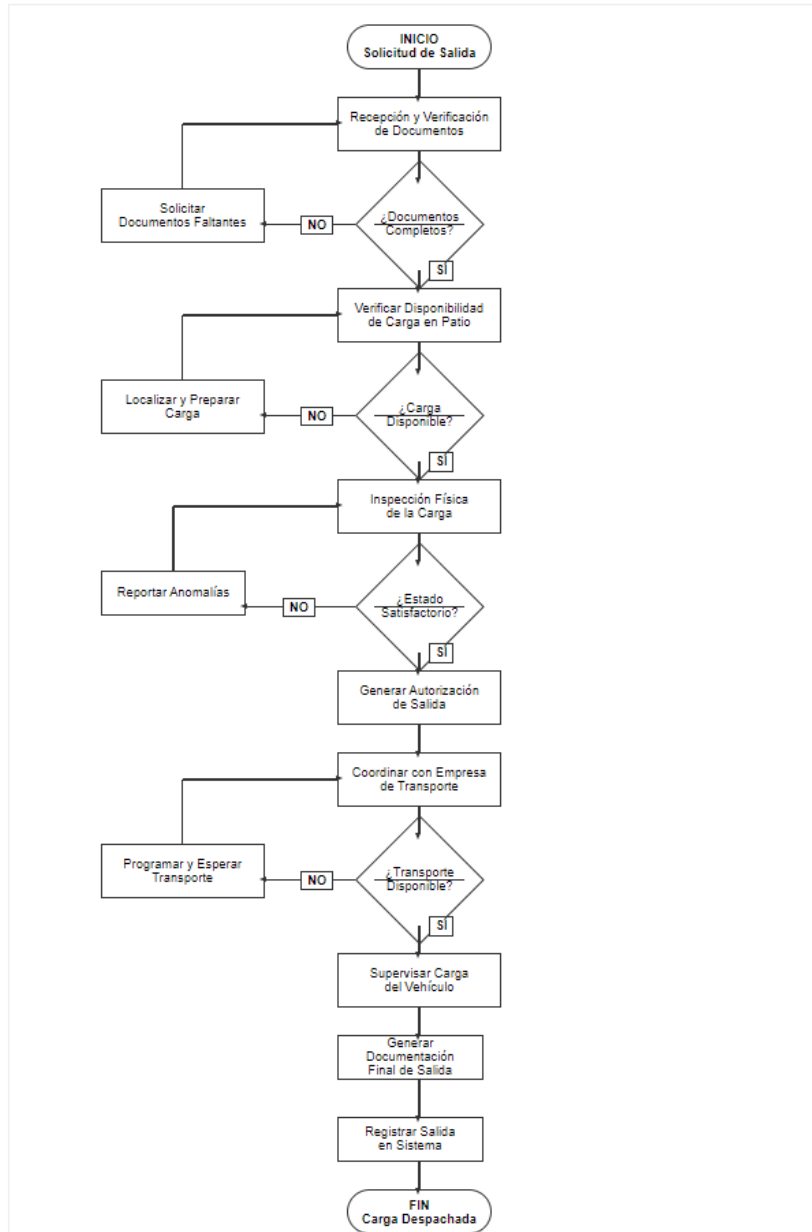 INICIO
Solicitud de Salida
Recepción y Verificación
de Documentos
Solicitar
Documentos Faltantes
NO
¿Documentos
Completos?
SÍ
Verificar Disponibilidad
de Carga en Patio
Localizar y Preparar
Carga
NO
¿Carga
Disponible?
SÍ
Inspección Física
de la Carga
Reportar Anomalías
NO
¿Estado
Satisfactorio?
SÍ
Generar Autorización
de Salida
Coordinar con Empresa
de Transporte
Programar y Esperar
Transporte
NO
¿Transporte
Disponible?
SÍ
Supervisar Carga
del Vehículo
Generar
Documentación
Final de Salida
Registrar Salida
en Sistema
FIN
Carga Despachada